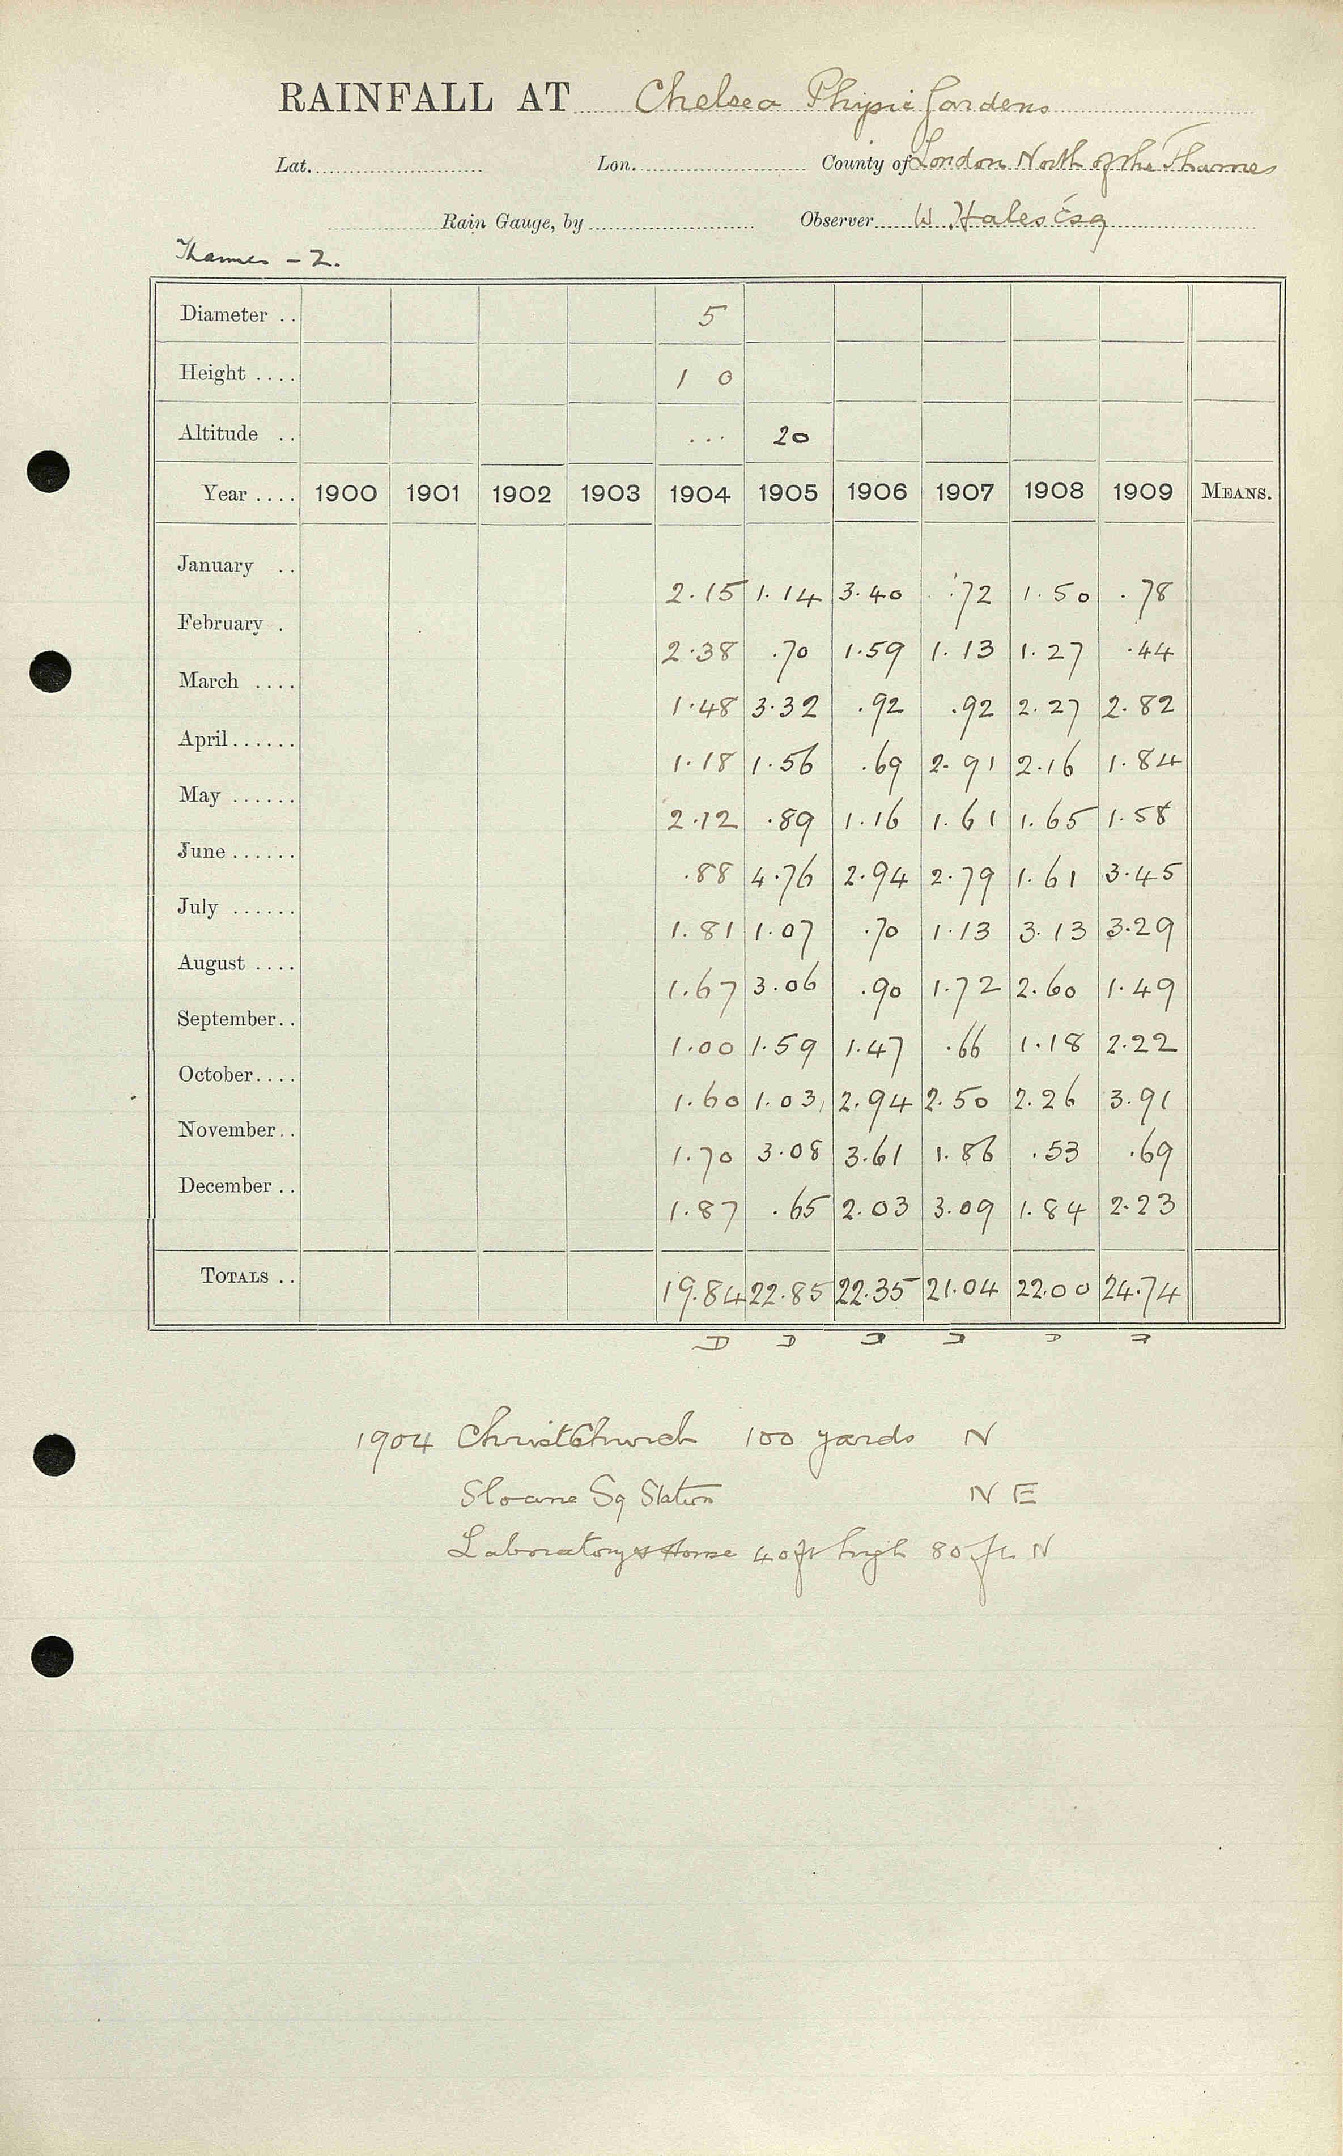 RAINFALL AT Chelsea Physic Gardens
Lat. Lon. County of London North of the Thames
Rain Gauge, by Observer W Hales Esq
Thames - 2.
Diameter .. 5
Height .... 1 0
Altitude .. ... 20
Year .... 1900 1901 1902 1903 1904 1905 1906 1907 1908 1909 MEANS.
January .. 2.15 1.14 3.40 .72 1.50 .78
February . 2.38 .70 1.59 1.13 1.27 .44
March .... 1.48 3.32 .92 .92 2.27 2.82
April...... 1.18 1.56 .69 2.91 2.16 1.84
May ...... 2.12 .89 1.16 1.61 1.65 1.58
June ...... .88 4.76 2.94 2.79 1.61 3.45
July ...... 1.81 1.07 .70 1.13 3.13 3.29
August .... 1.67 3.06 .90 1.72 2.60 1.49
September.. 1.00 1.59 1.47 .66 1.18 2.22
October.... 1.60 1.03 2.94 2.50 2.26 3.91
November.. 1.70 3.08 3.61 1.86 .53 .69
December .. 1.87 .65 2.03 3.09 1.84 2.23
TOTALS .. 19.84 22.85 22.35 21.04 22.00 24.74
D D D D D D
1904 Christchurch 100 yards N
Sloane Sq Station N E
Laboratory & House 40ft high 80 ft N